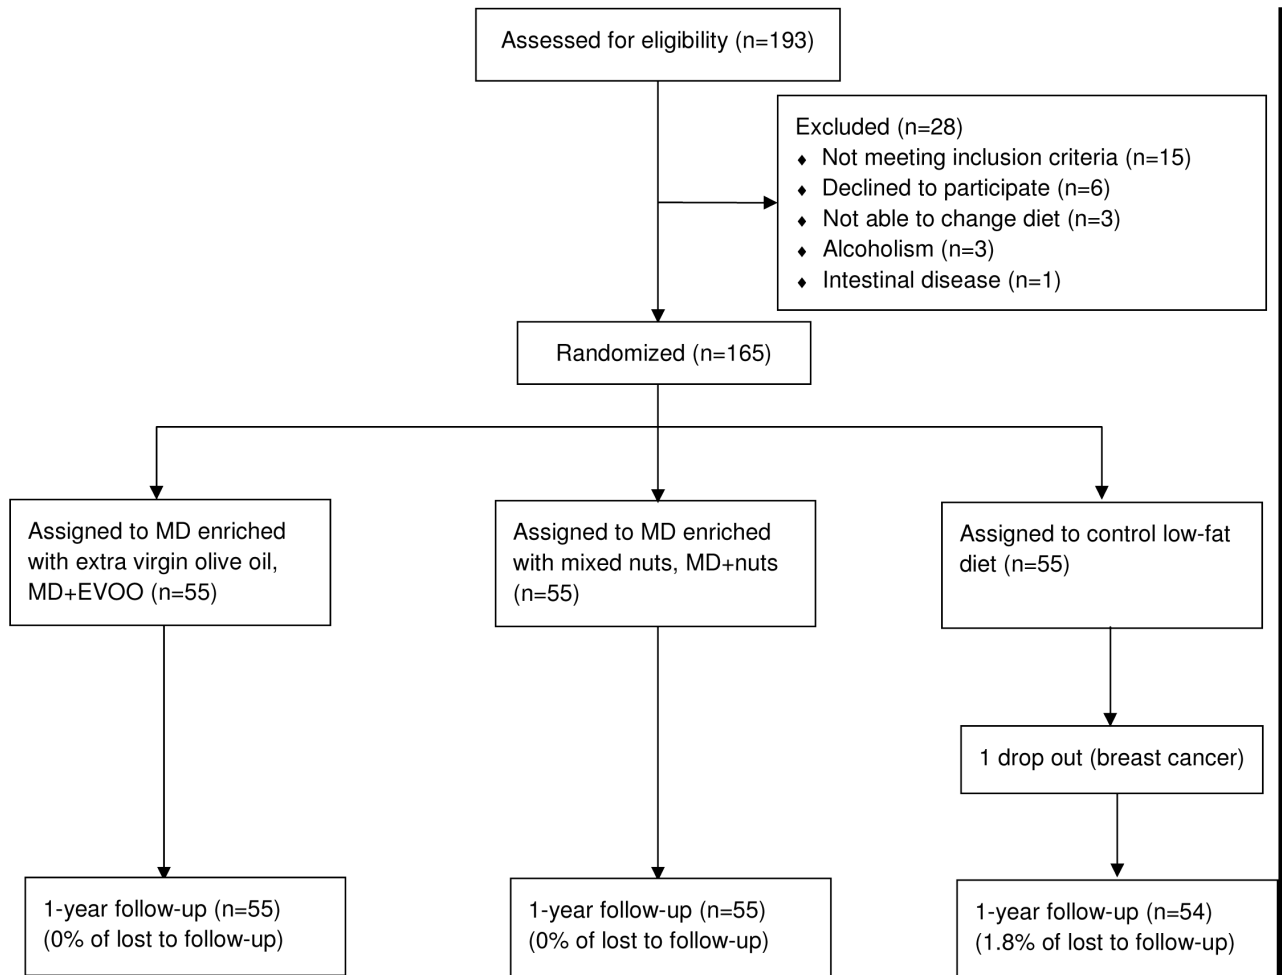 Assessed for eligibility (n=193)
Excluded (n=28)
♦ Not meeting inclusion criteria (n=15)
♦ Declined to participate (n=6)
♦ Not able to change diet (n=3)
♦ Alcoholism (n=3)
♦ Intestinal disease (n=1)
Randomized (n=165)
Assigned to MD enriched
with extra virgin olive oil,
MD+EVOO (n=55)
Assigned to MD enriched
with mixed nuts, MD+nuts
(n=55)
Assigned to control low-fat
diet (n=55)
1 drop out (breast cancer)
1-year follow-up (n=55)
(0% of lost to follow-up)
1-year follow-up (n=55)
(0% of lost to follow-up)
1-year follow-up (n=54)
(1.8% of lost to follow-up)